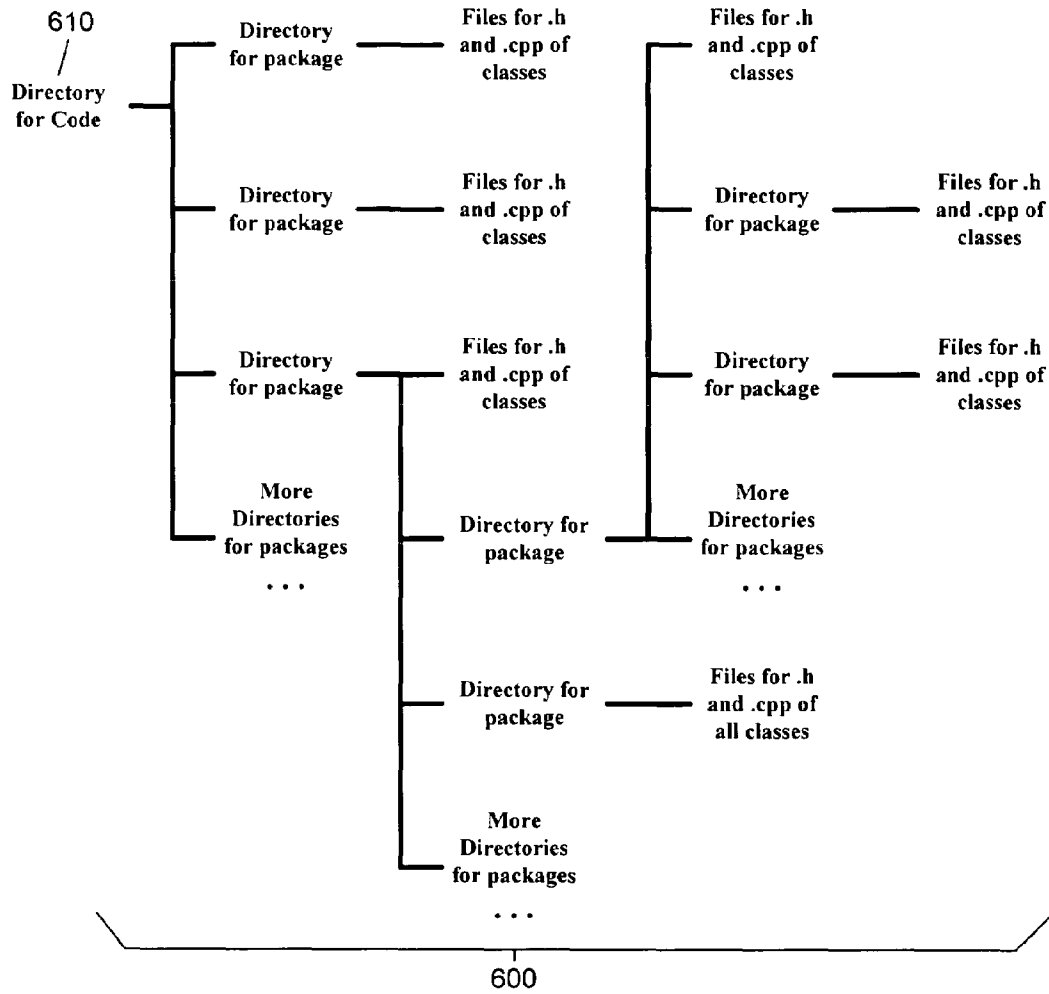 610
Directory
for Code
Directory
for package
Files for .h
and .cpp of
classes
Files for .h
and .cpp of
classes
Directory
for package
Files for .h
and .cpp of
classes
Directory
for package
Files for .h
and .cpp of
classes
Directory
for package
Files for .h
and .cpp of
classes
Directory
for package
Files for .h
and .cpp of
classes
More
Directories
for packages
. . .
Directory for
package
More
Directories
for packages
. . .
Directory for
package
Files for .h
and .cpp of
all classes
More
Directories
for packages
. . .
600